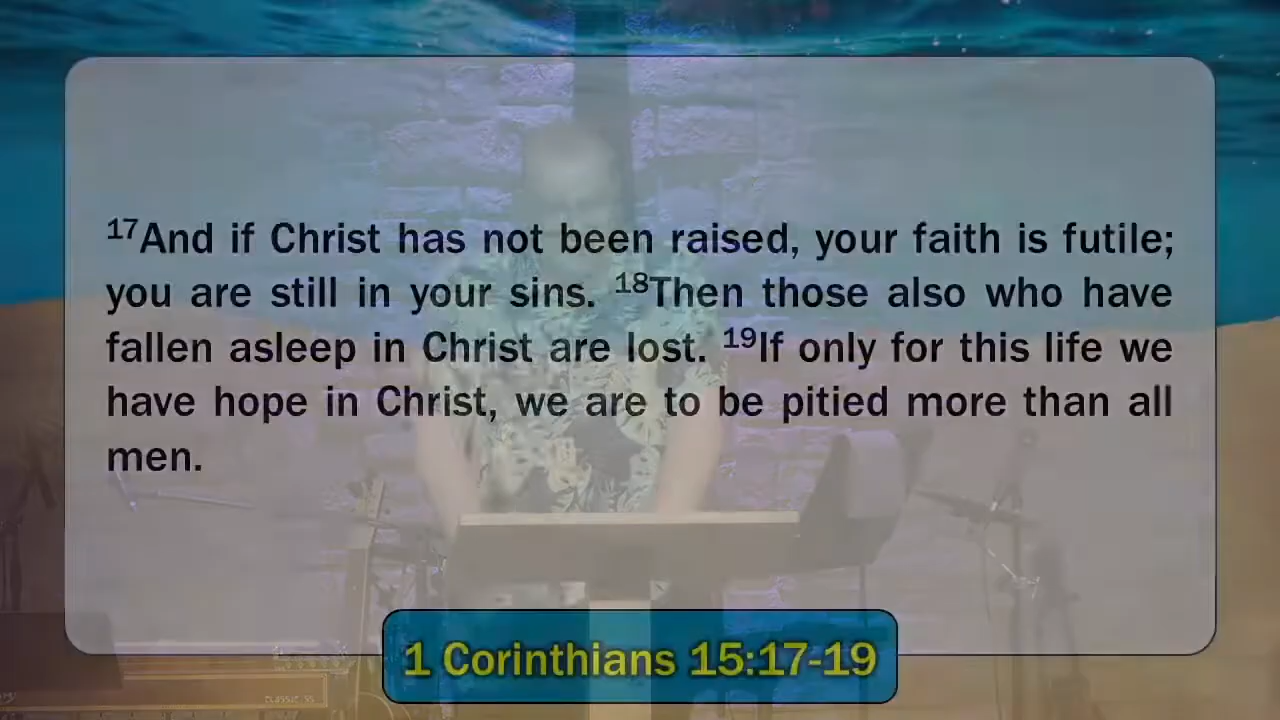 ¹⁷And if Christ has not been raised, your faith is futile;
you are still in your sins. ¹⁸Then those also who have
fallen asleep in Christ are lost. ¹⁹If only for this life we
have hope in Christ, we are to be pitied more than all
men.
1 Corinthians 15:17-19
CLASSIC 55